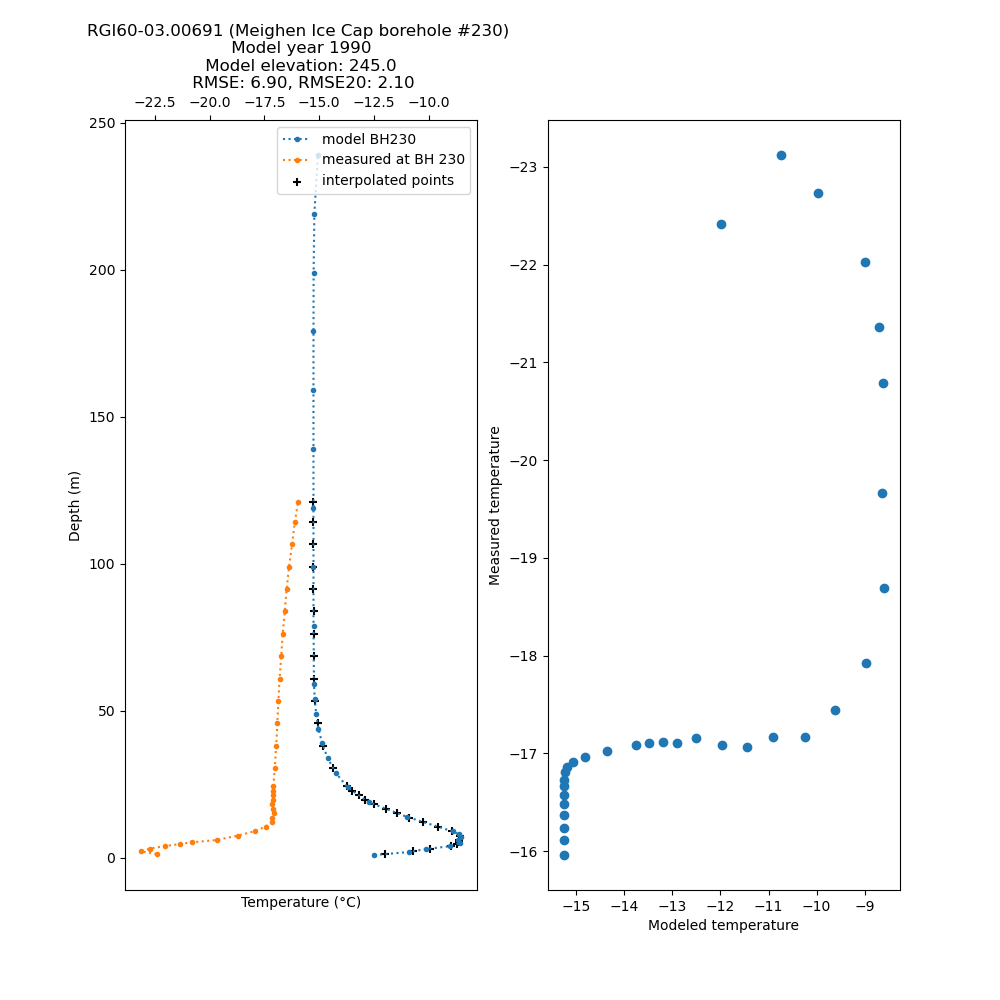 RGI60-03.00691 (Meighen Ice Cap borehole #230)
Model year 1990
Model elevation: 245.0
RMSE: 6.90, RMSE20: 2.10
−22.5 −20.0 −17.5 −15.0 −12.5 −10.0
model BH230
measured at BH 230
interpolated points
250
200
150
100
50
0
Depth (m)
Temperature (°C)
−23
−22
−21
−20
−19
−18
−17
−16
Measured temperature
−15 −14 −13 −12 −11 −10 −9
Modeled temperature